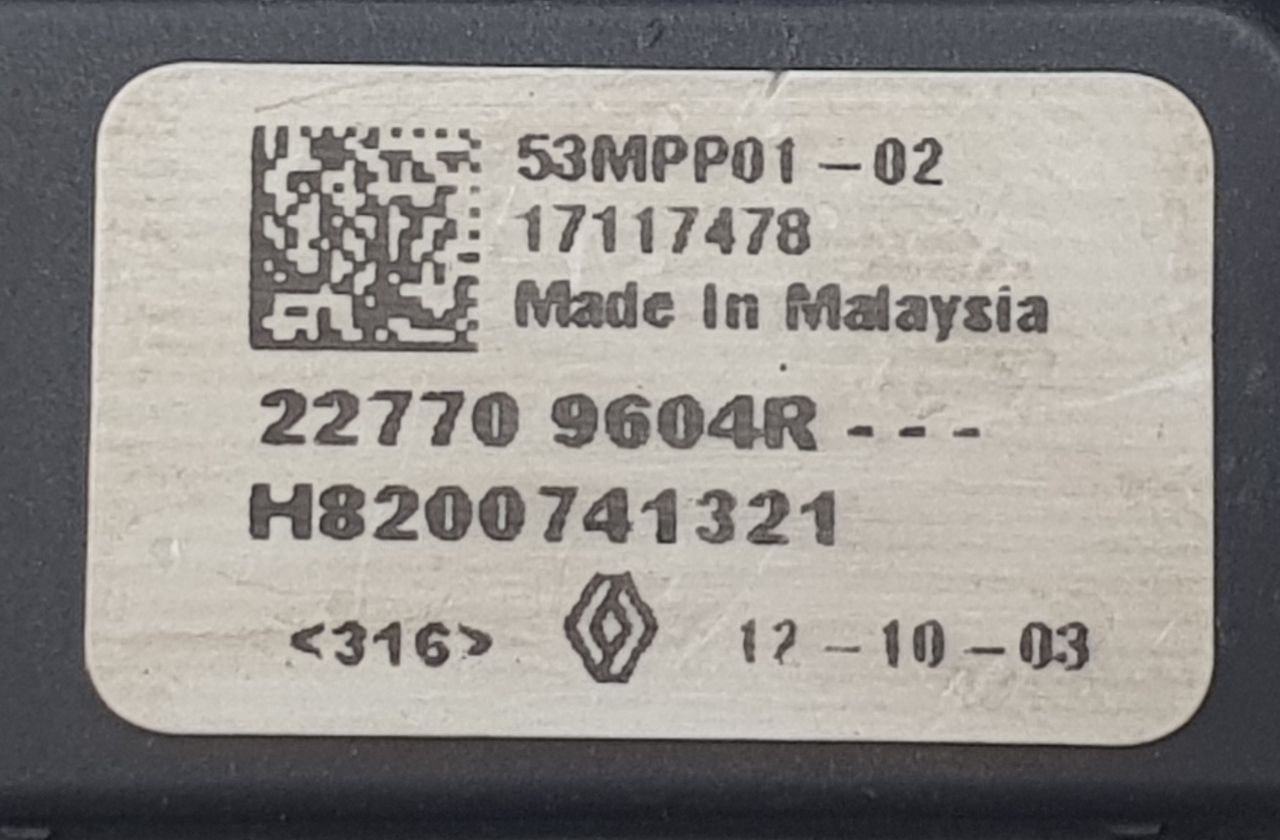 53MPP01-02
17117478
Made In Malaysia
22770 9604R ---
H8200741321
<316> 12-10-03